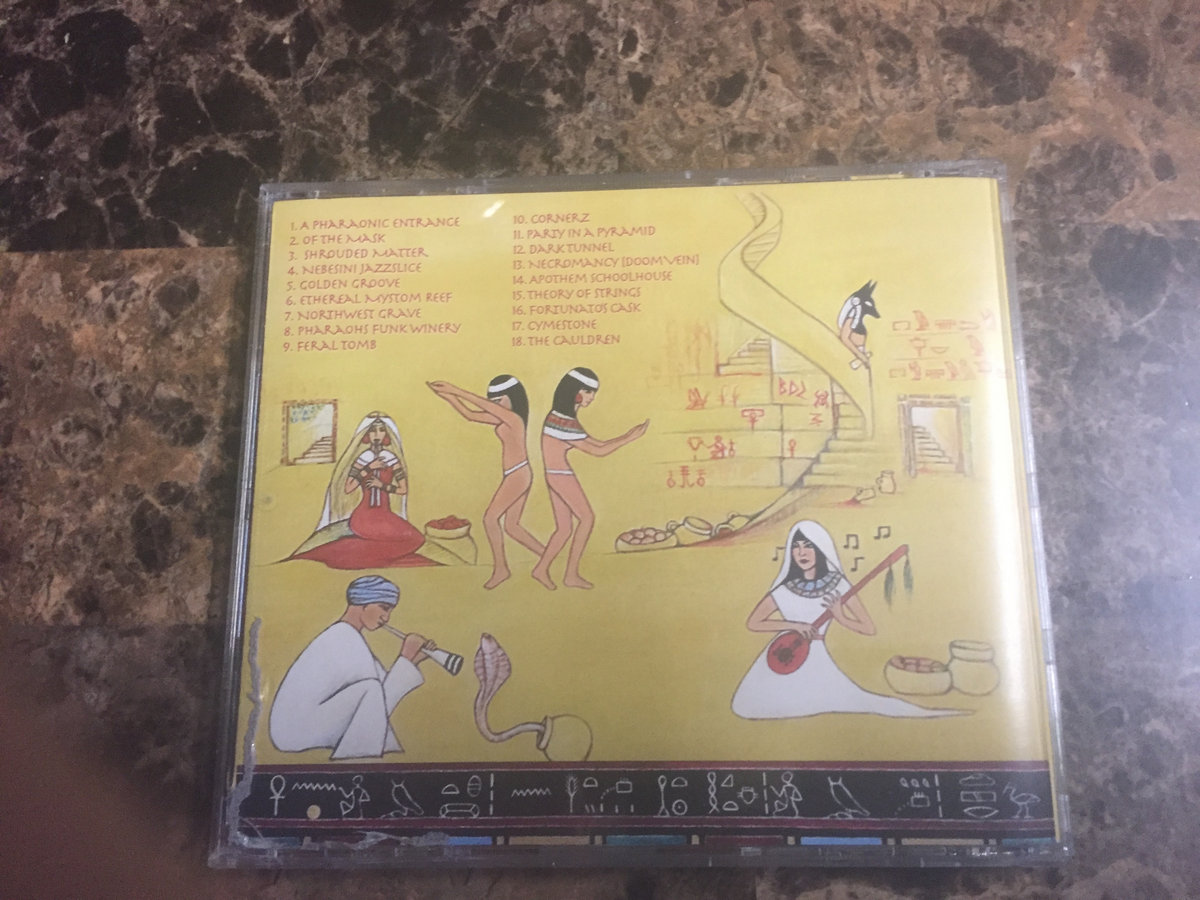 1. A PHARAONIC ENTRANCE
2. OF THE MASK
3. SHROUDED MATTER
4. NEBESINI JAZZSLICE
5. GOLDEN GROOVE
6. ETHEREAL MYSTOM REEF
7. NORTHWEST GRAVE
8. PHARAOHS FUNK WINERY
9. FERAL TOMB
10. CORNERZ
11. PARTY IN A PYRAMID
12. DARKTUNNEL
13. NECROMANCY [DOOMVEIN]
14. APOTHEM SCHOOLHOUSE
15. THEORY OF STRINGS
16. FORTUNATOS CASK
17. CYMESTONE
18. THE CAULDREN